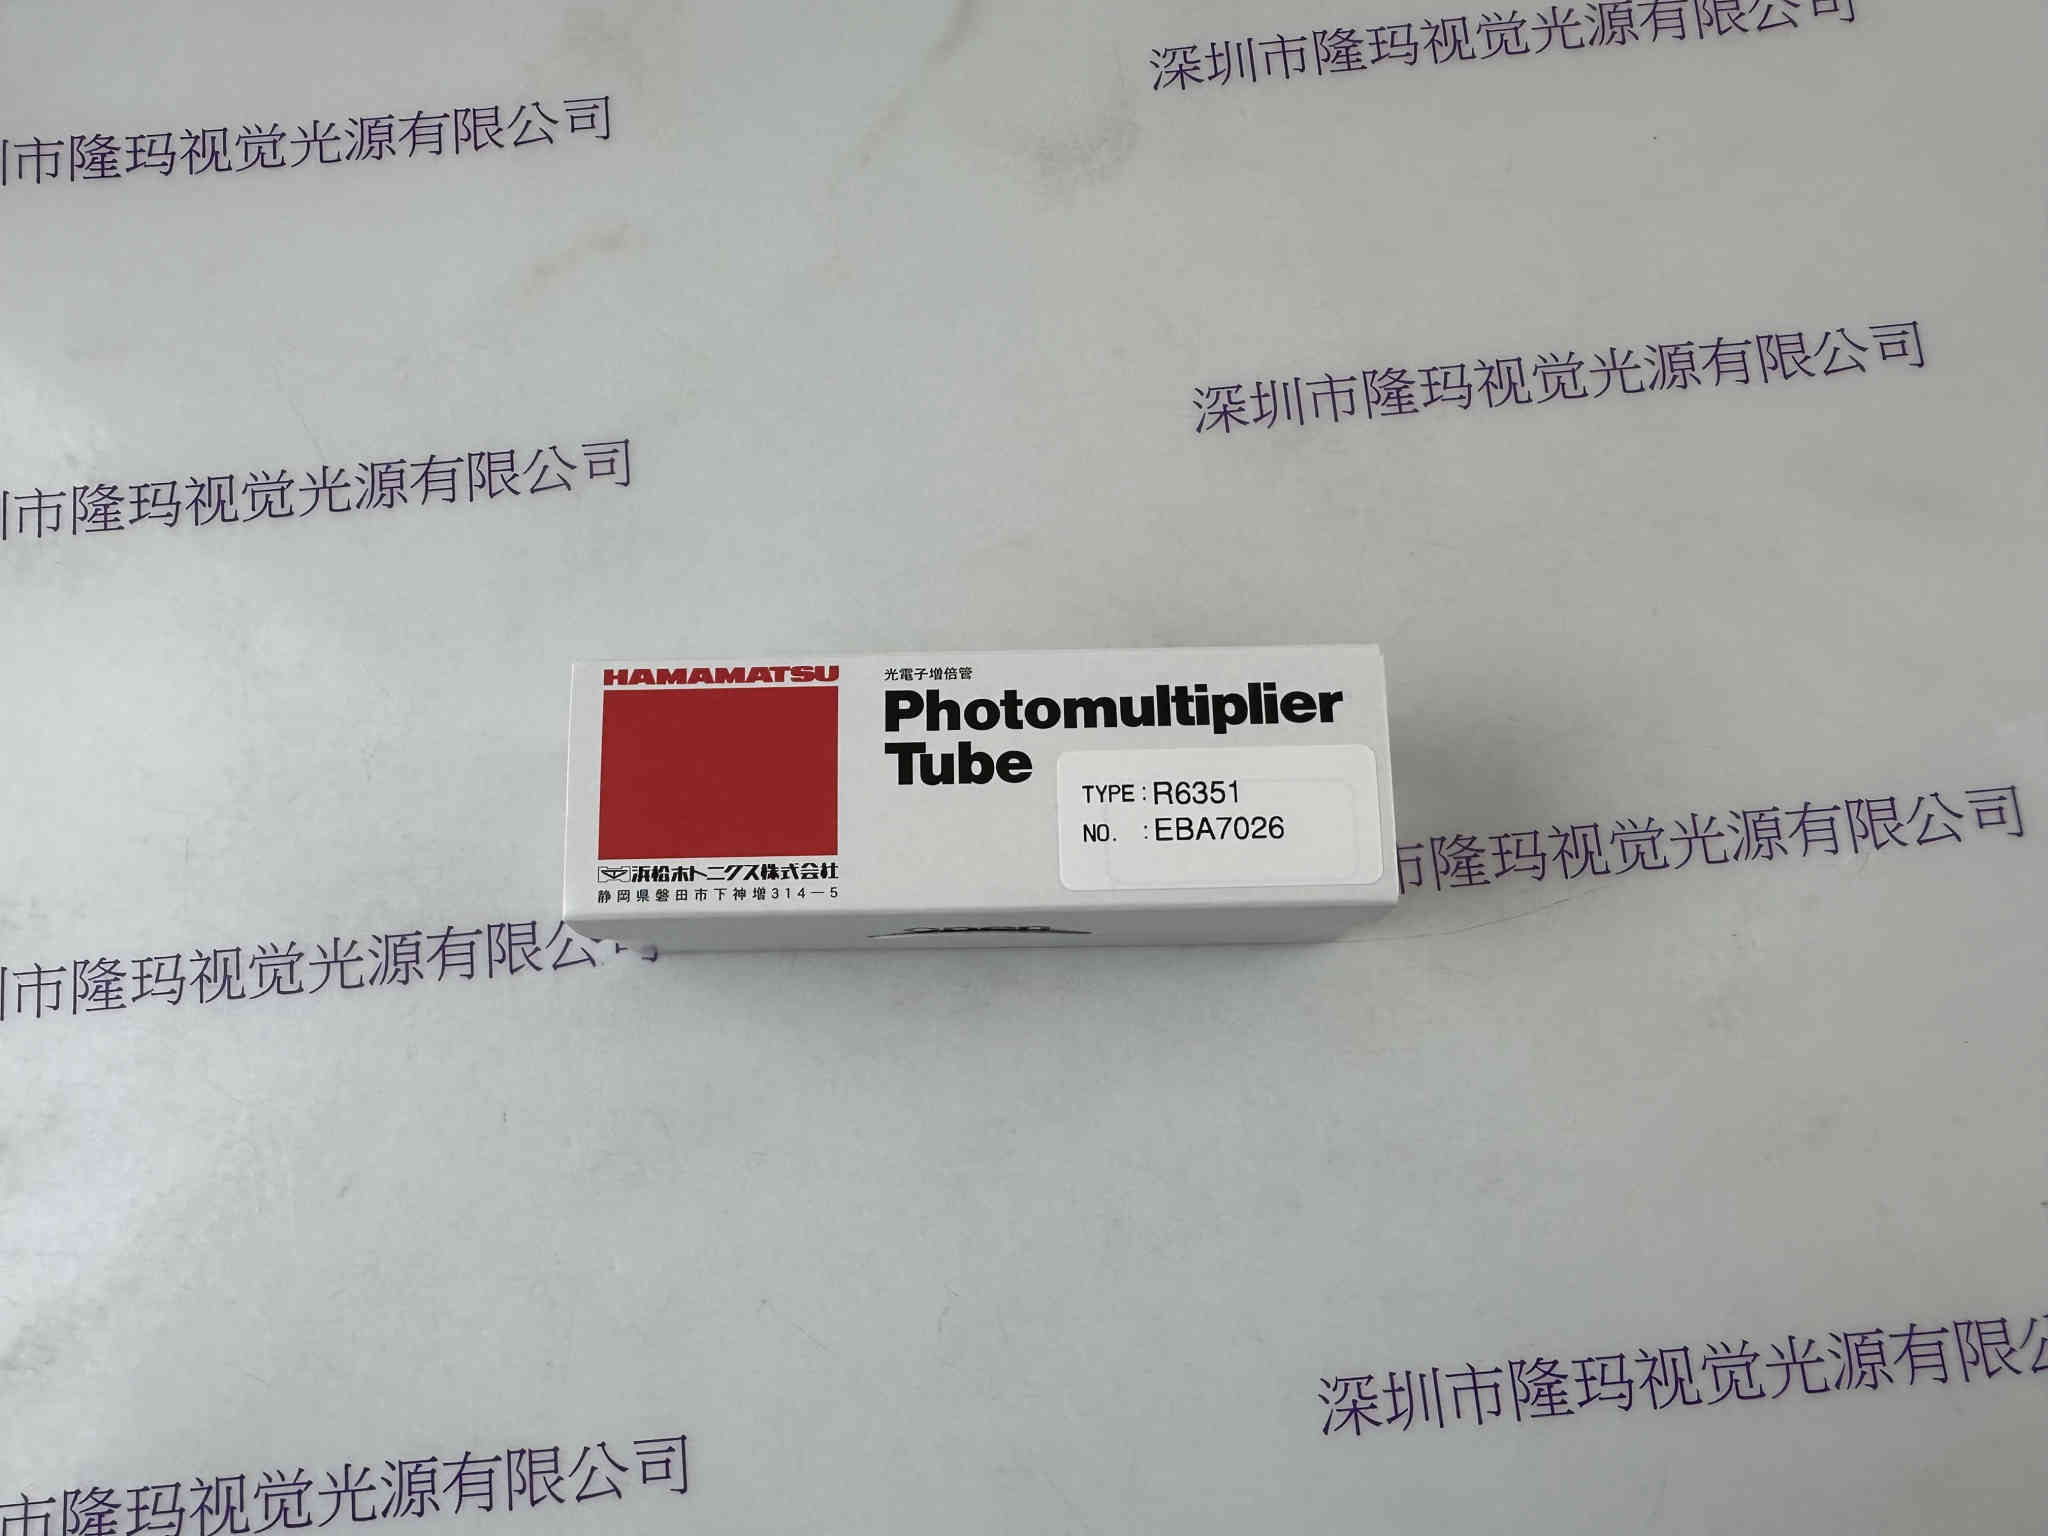 深圳市隆玛视觉光源有限公司
市隆玛视觉光源有限公司
深圳市隆玛视觉光源有限公司
市隆玛视觉光源有限公司
HAMAMATSU
浜松ホトニクス株式会社
静岡県磐田市下神増314-5
光電子増倍管
Photomultiplier
Tube
TYPE:R6351
NO. :EBA7026
市隆玛视觉光源有限公司
市隆玛视觉光源有限公司
深圳市隆玛视觉光源有限公
市隆玛视觉光源有限公司